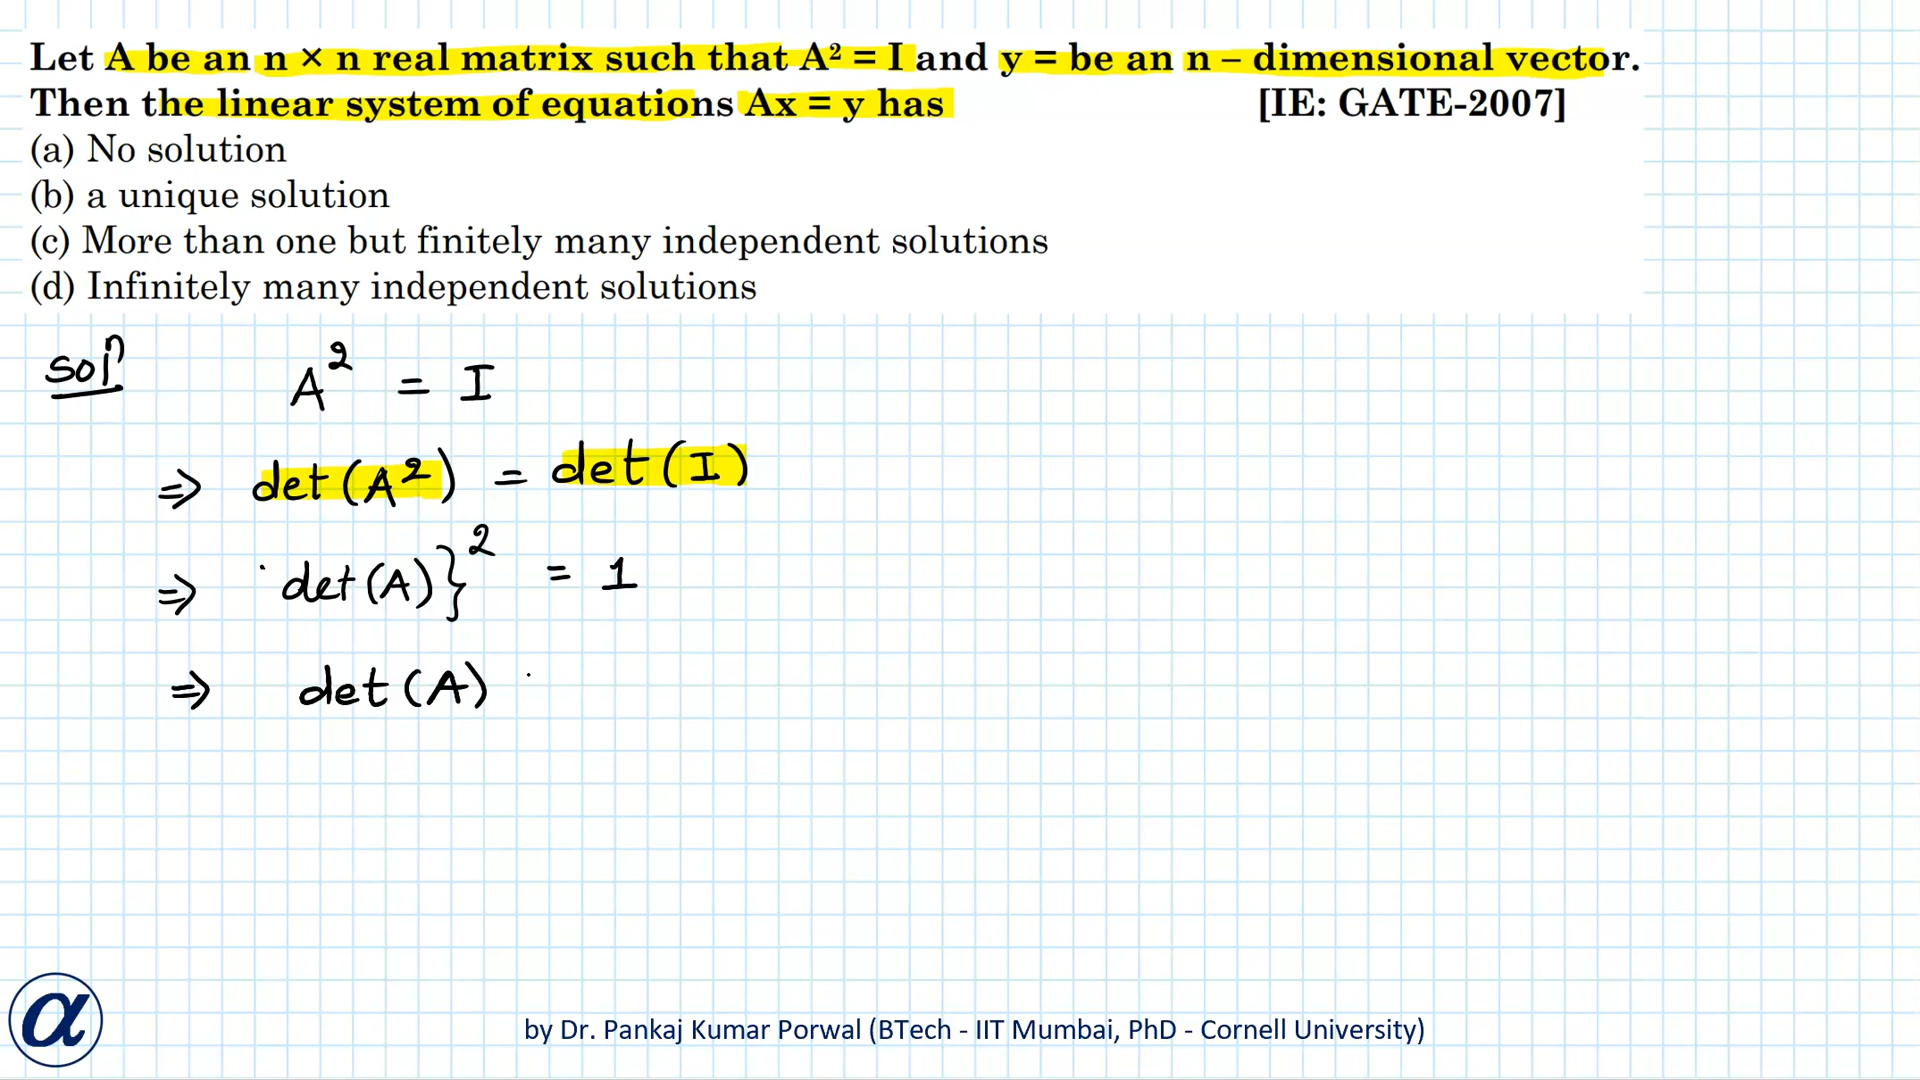 Let A be an n × n real matrix such that A² = I and y = be an n – dimensional vector.
Then the linear system of equations Ax = y has [IE: GATE-2007]
(a) No solution
(b) a unique solution
(c) More than one but finitely many independent solutions
(d) Infinitely many independent solutions
solⁿ A² = I
⇒ det(A²) = det(I)
⇒ det(A)}² = 1
⇒ det(A)
α
by Dr. Pankaj Kumar Porwal (BTech - IIT Mumbai, PhD - Cornell University)